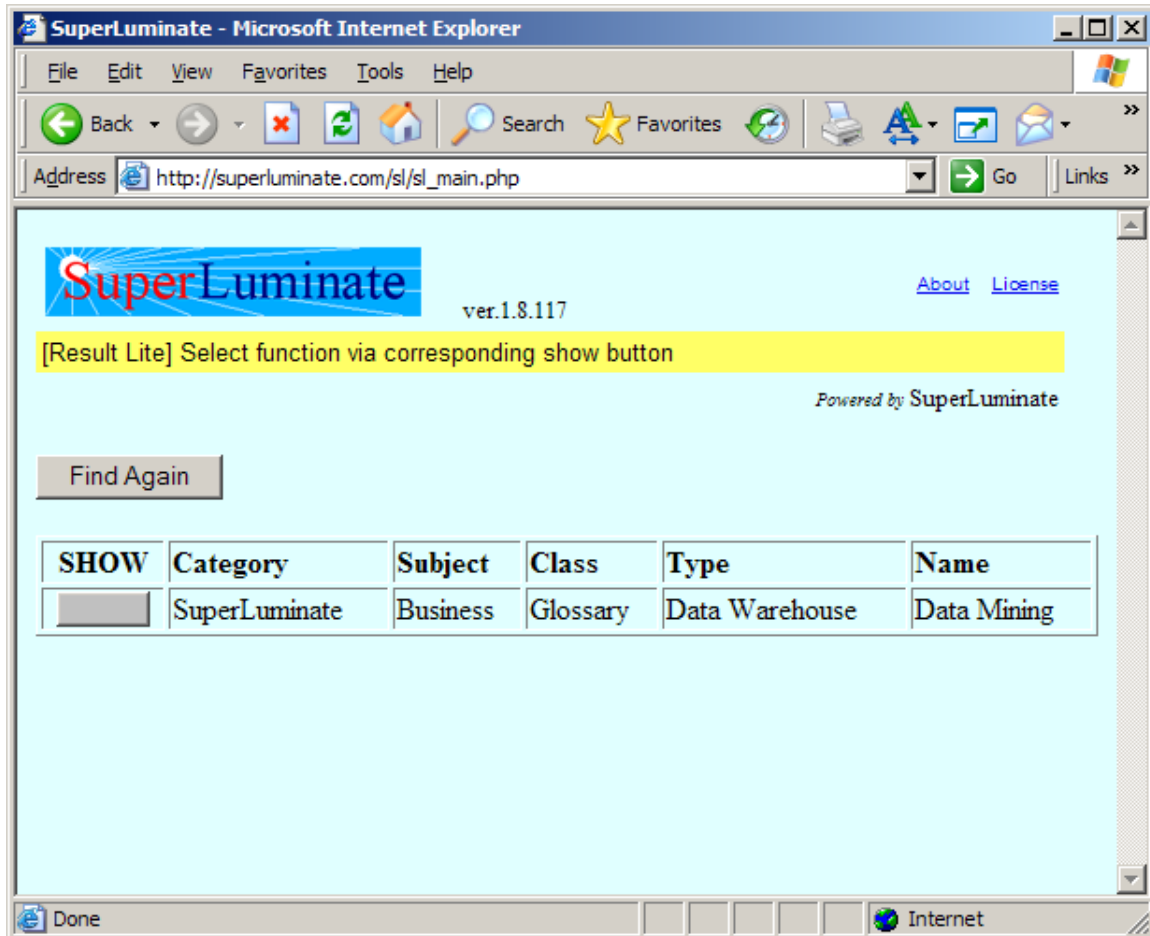 SuperLuminate - Microsoft Internet Explorer
File Edit View Favorites Tools Help
Back Search Favorites »
Address http://superluminate.com/sl/sl_main.php Go Links »
SuperLuminate ver.1.8.117 About License
[Result Lite] Select function via corresponding show button
Powered by SuperLuminate
Find Again
SHOW Category Subject Class Type Name
SuperLuminate Business Glossary Data Warehouse Data Mining
Done Internet